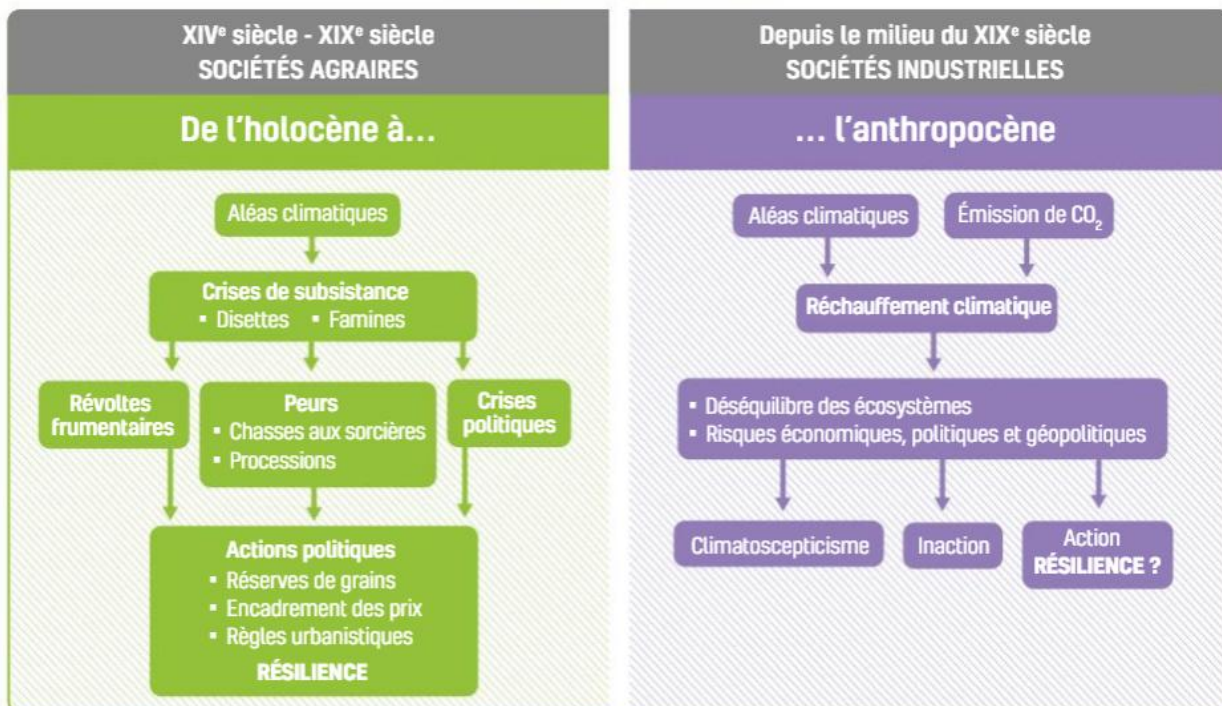 XIVe siècle - XIXe siècle
SOCIÉTÉS AGRAIRES
De l'holocène à...
Aléas climatiques
Crises de subsistance
▪ Disettes ▪ Famines
Révoltes
frumentaires
Peurs
▪ Chasses aux sorcières
▪ Processions
Crises
politiques
Actions politiques
▪ Réserves de grains
▪ Encadrement des prix
▪ Règles urbanistiques
RÉSILIENCE
Depuis le milieu du XIXe siècle
SOCIÉTÉS INDUSTRIELLES
... l'anthropocène
Aléas climatiques
Émission de CO₂
Réchauffement climatique
▪ Déséquilibre des écosystèmes
▪ Risques économiques, politiques et géopolitiques
Climatoscepticisme
Inaction
Action
RÉSILIENCE ?